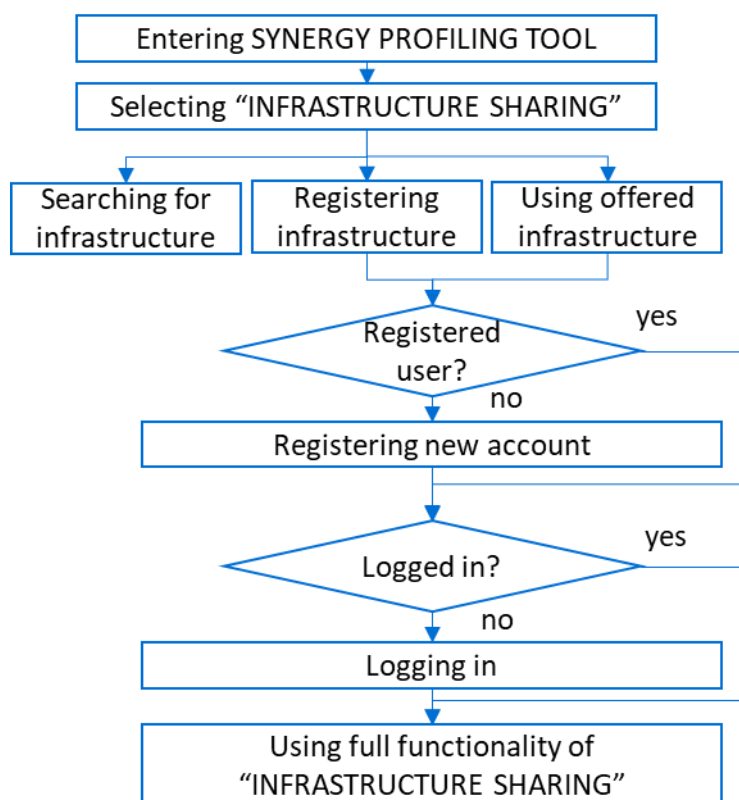 Entering SYNERGY PROFILING TOOL
Selecting “INFRASTRUCTURE SHARING”
Searching for
infrastructure
Registering
infrastructure
Using offered
infrastructure
Registered
user?
yes
no
Registering new account
Logged in?
yes
no
Logging in
Using full functionality of
“INFRASTRUCTURE SHARING”